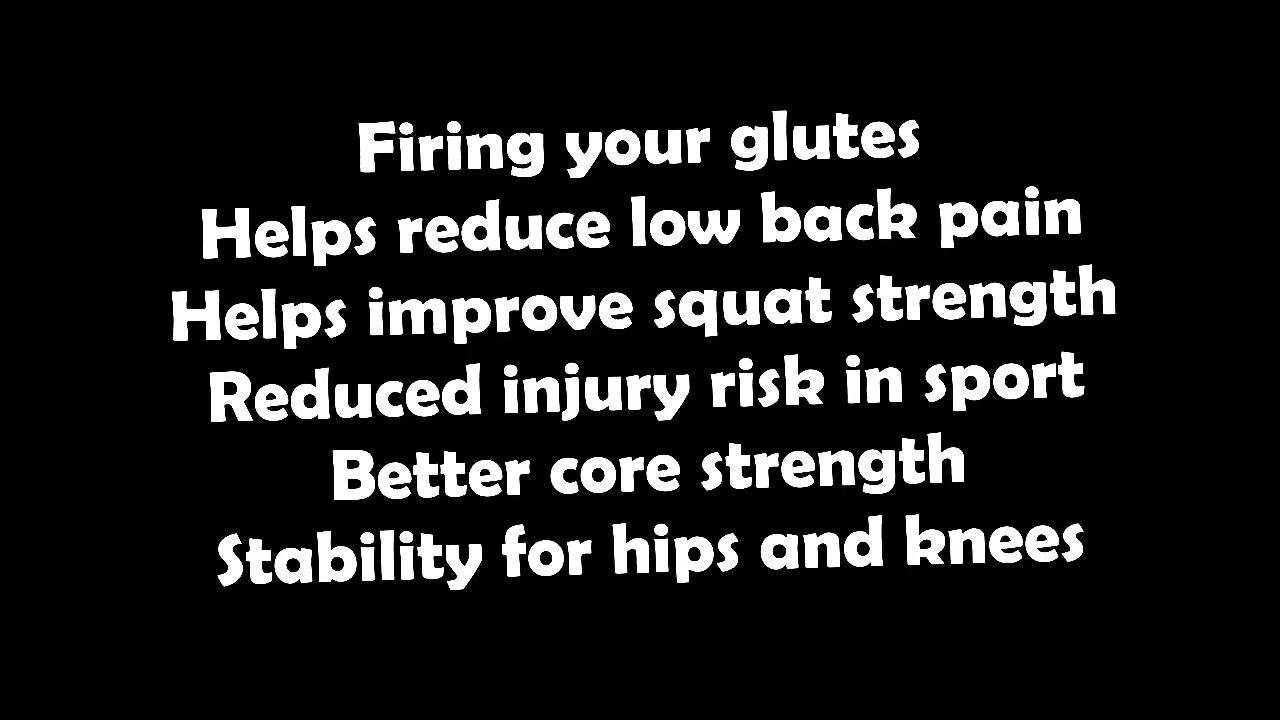 Firing your glutes
Helps reduce low back pain
Helps improve squat strength
Reduced injury risk in sport
Better core strength
Stability for hips and knees